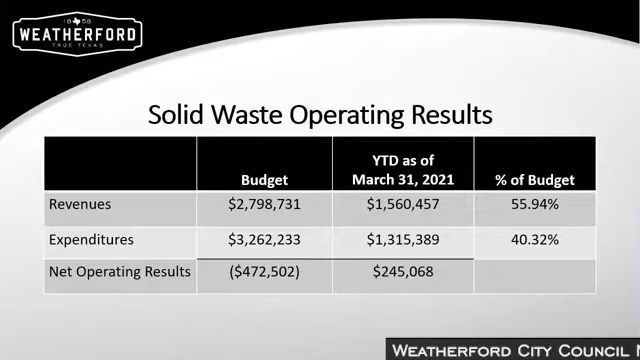 1858
WEATHERFORD
TRUE TEXAS
Solid Waste Operating Results
Budget YTD as of March 31, 2021 % of Budget
Revenues $2,798,731 $1,560,457 55.94%
Expenditures $3,262,233 $1,315,389 40.32%
Net Operating Results ($472,502) $245,068
WEATHERFORD CITY COUNCIL